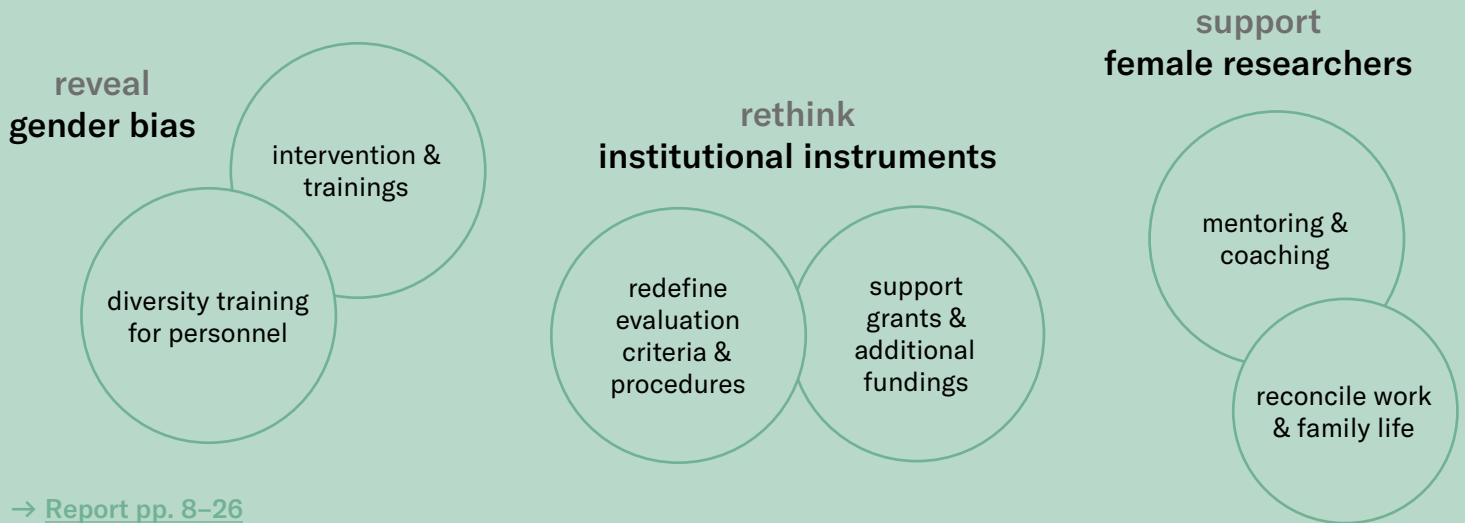 reveal
gender bias
intervention &
trainings
diversity training
for personnel
rethink
institutional instruments
redefine
evaluation
criteria &
procedures
support
grants &
additional
fundings
support
female researchers
mentoring &
coaching
reconcile work
& family life
→ Report pp. 8–26